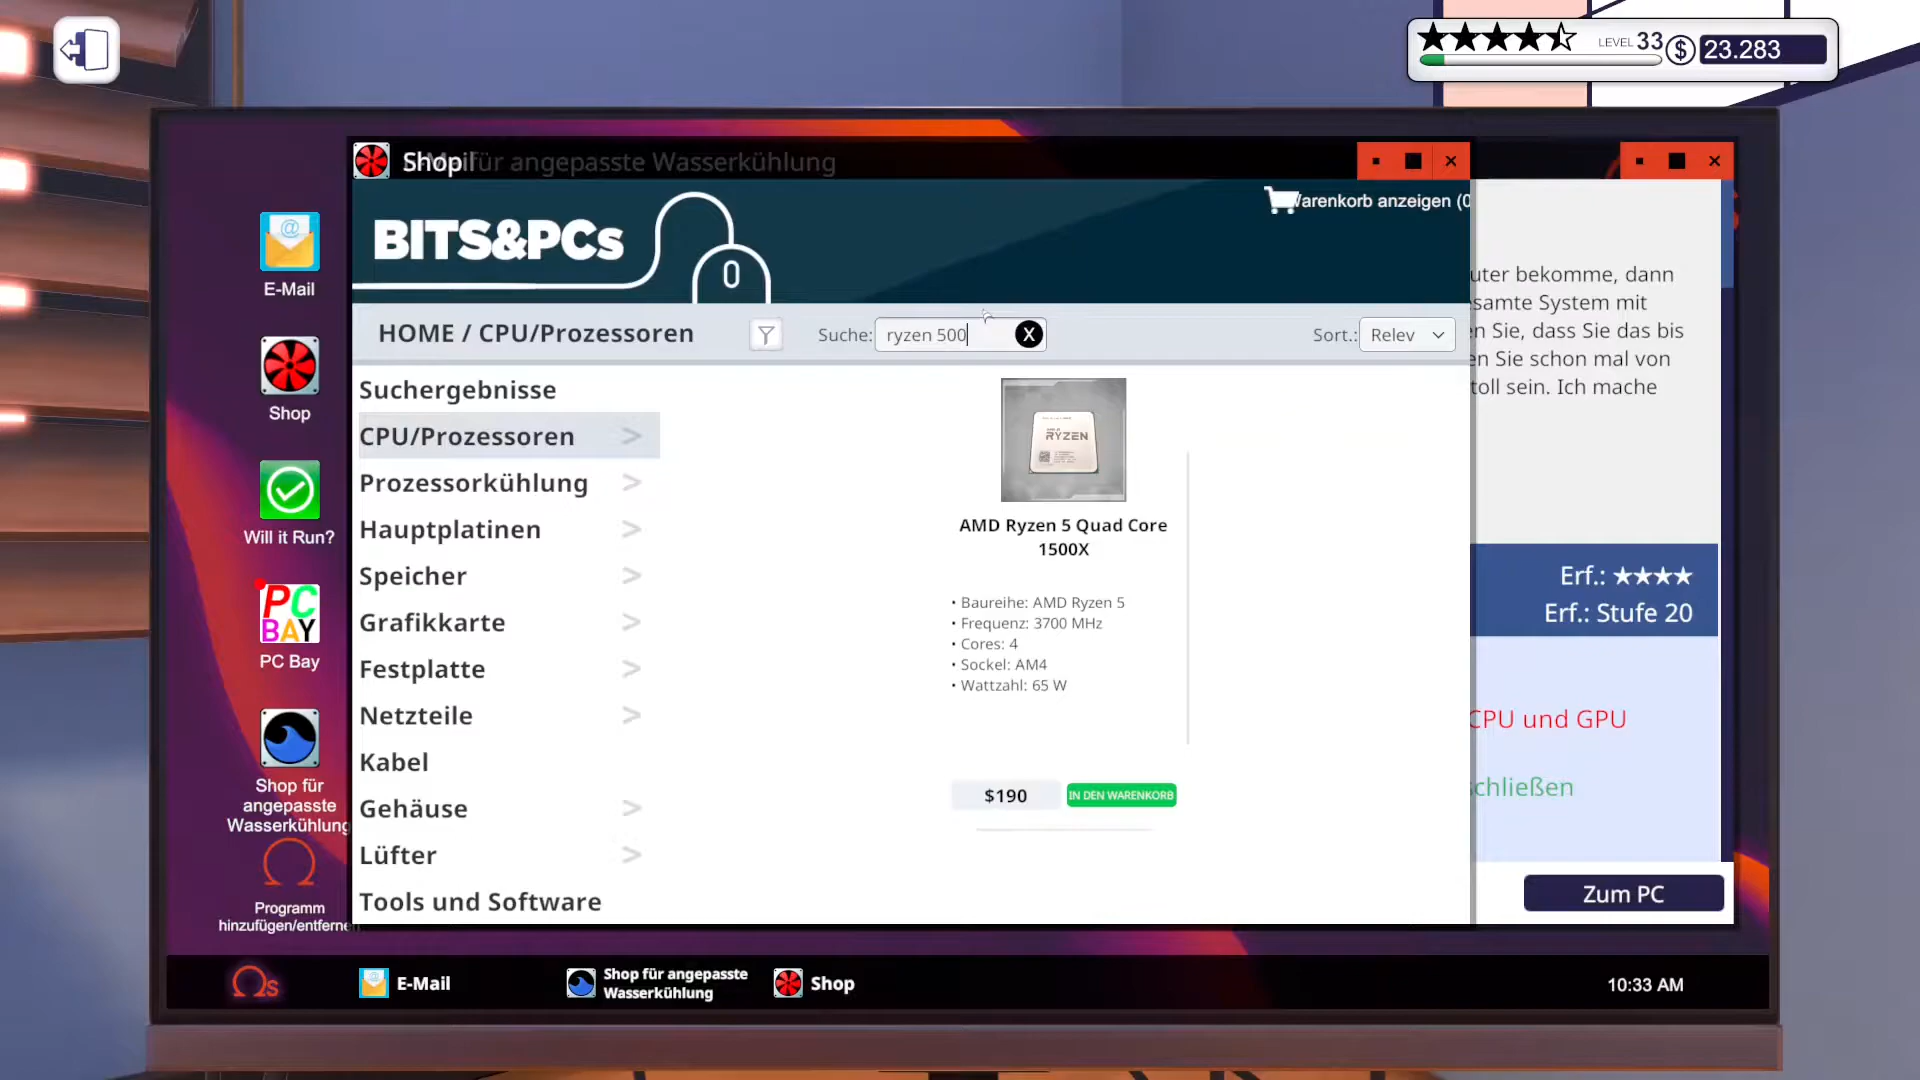 LEVEL 33
$ 23.283
Shop
für angepasste Wasserkühlung
BITS&PCs
arenkorb anzeigen (0
HOME / CPU/Prozessoren
Suche: ryzen 500 X
Sort.: Relev
Suchergebnisse
CPU/Prozessoren >
Prozessorkühlung >
Hauptplatinen >
Speicher >
Grafikkarte >
Festplatte >
Netzteile >
Kabel
Gehäuse >
Lüfter >
Tools und Software
RYZEN
AMD Ryzen 5 Quad Core
1500X
• Baureihe: AMD Ryzen 5
• Frequenz: 3700 MHz
• Cores: 4
• Sockel: AM4
• Wattzahl: 65 W
$190
IN DEN WARENKORB
uter bekomme, dann
samte System mit
n Sie, dass Sie das bis
en Sie schon mal von
toll sein. Ich mache
Erf.: ★★★★
Erf.: Stufe 20
CPU und GPU
schließen
Zum PC
E-Mail
Shop
Will it Run?
PC
BAY
PC Bay
Shop für
angepasste
Wasserkühlung
Programm
hinzufügen/entferne
Ωs
E-Mail
Shop für angepasste
Wasserkühlung
Shop
10:33 AM